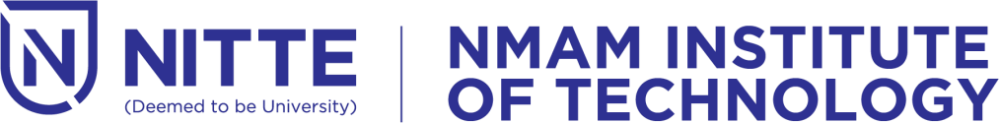 N NITTE
(Deemed to be University)
NMAM INSTITUTE
OF TECHNOLOGY